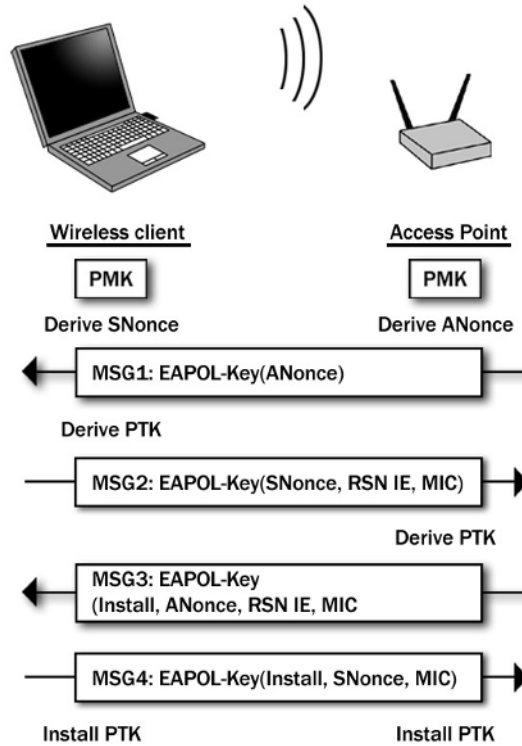 Wireless client
Access Point
PMK
PMK
Derive SNonce
Derive ANonce
MSG1: EAPOL-Key(ANonce)
Derive PTK
MSG2: EAPOL-Key(SNonce, RSN IE, MIC)
Derive PTK
MSG3: EAPOL-Key
(Install, ANonce, RSN IE, MIC
MSG4: EAPOL-Key(Install, SNonce, MIC)
Install PTK
Install PTK